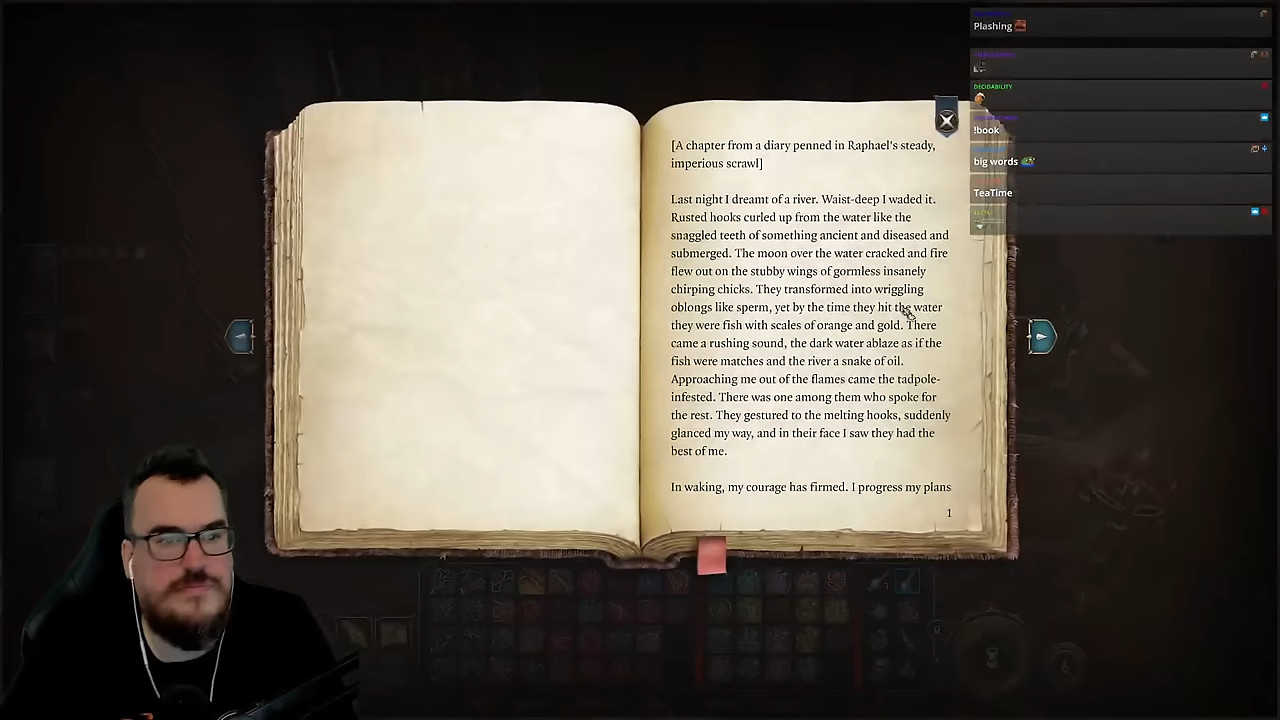 Plashing
DECIDABILITY
!book
big words
TeaTime
[A chapter from a diary penned in Raphael's steady,
imperious scrawl]
Last night I dreamt of a river. Waist-deep I waded it.
Rusted hooks curled up from the water like the
snaggled teeth of something ancient and diseased and
submerged. The moon over the water cracked and fire
flew out on the stubby wings of gormless insanely
chirping chicks. They transformed into wriggling
oblongs like sperm, yet by the time they hit the water
they were fish with scales of orange and gold. There
came a rushing sound, the dark water ablaze as if the
fish were matches and the river a snake of oil.
Approaching me out of the flames came the tadpole-
infested. There was one among them who spoke for
the rest. They gestured to the melting hooks, suddenly
glanced my way, and in their face I saw they had the
best of me.
In waking, my courage has firmed. I progress my plans
1